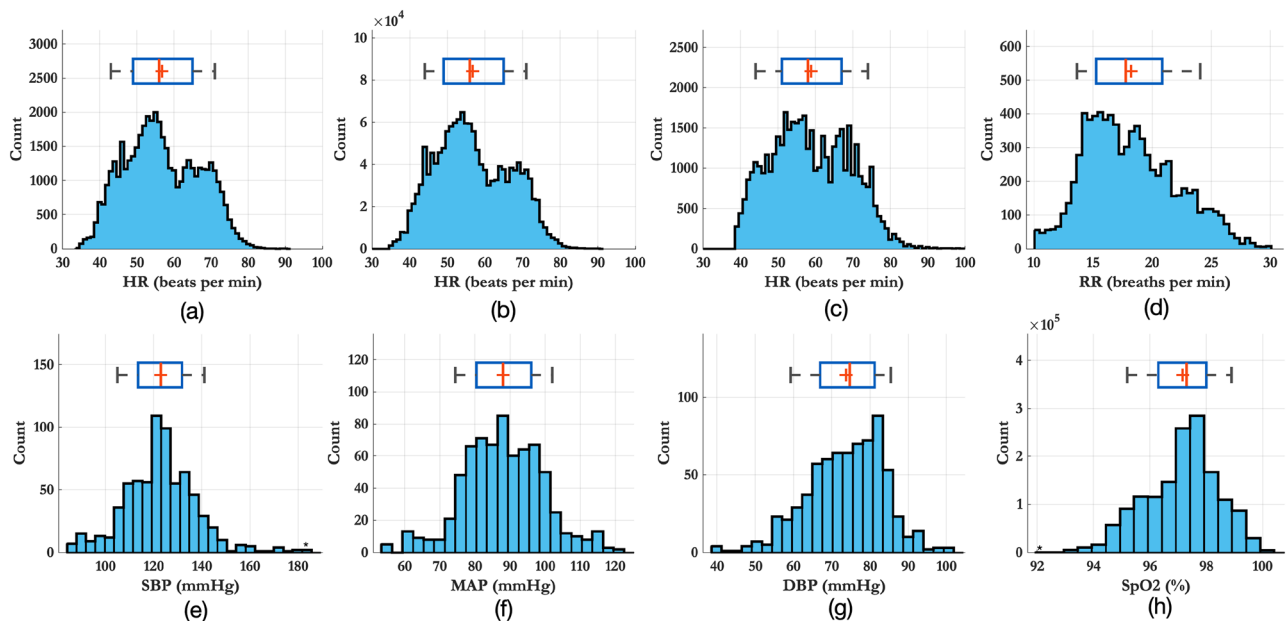 3000
2500
2000
1500
1000
500
0
Count
30 40 50 60 70 80 90 100
HR (beats per min)
(a)
×10^4
10
8
6
4
2
0
Count
30 40 50 60 70 80 90 100
HR (beats per min)
(b)
2500
2000
1500
1000
500
0
Count
30 40 50 60 70 80 90 100
HR (beats per min)
(c)
600
500
400
300
200
100
0
Count
10 15 20 25 30
RR (breaths per min)
(d)
150
100
50
0
Count
*
100 120 140 160 180
SBP (mmHg)
(e)
120
110
80
60
40
20
0
Count
60 70 80 90 100 110 120
MAP (mmHg)
(f)
100
50
0
Count
40 50 60 70 80 90 100
DBP (mmHg)
(g)
×10^5
4
3
2
1
0
Count
*
92 94 96 98 100
SpO2 (%)
(h)